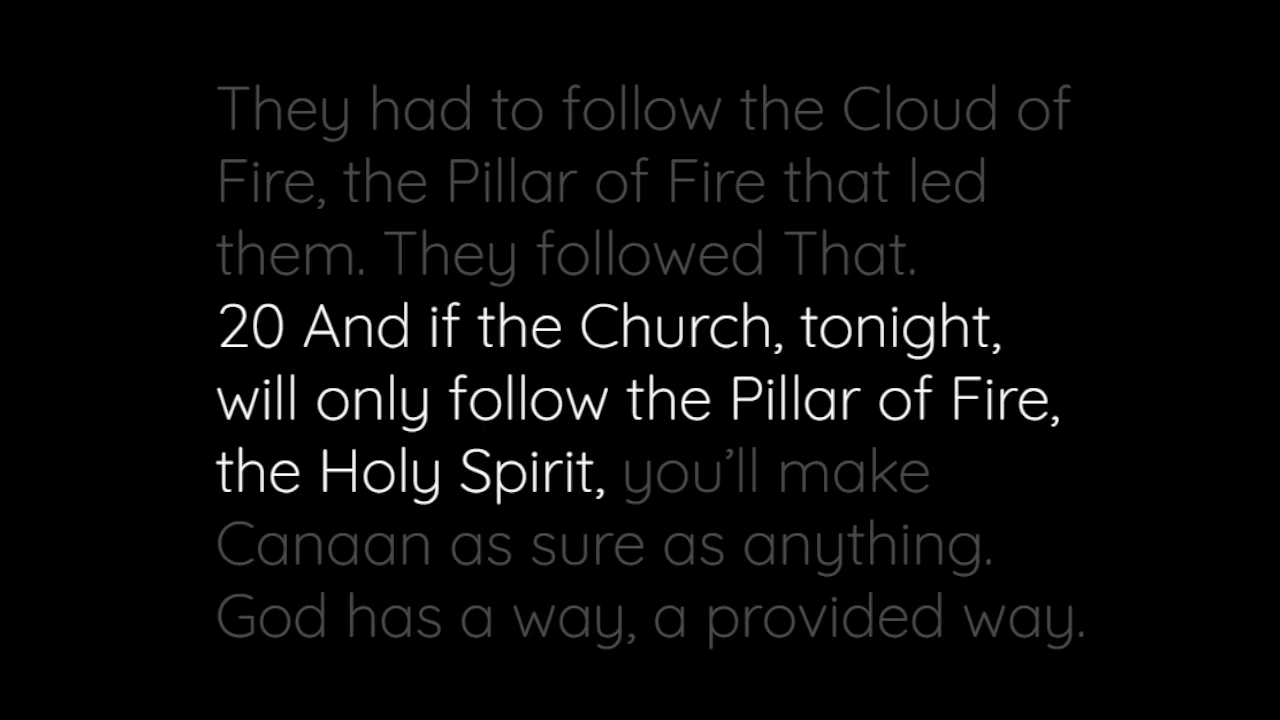 They had to follow the Cloud of
Fire, the Pillar of Fire that led
them. They followed That.
20 And if the Church, tonight,
will only follow the Pillar of Fire,
the Holy Spirit, you’ll make
Canaan as sure as anything.
God has a way, a provided way.